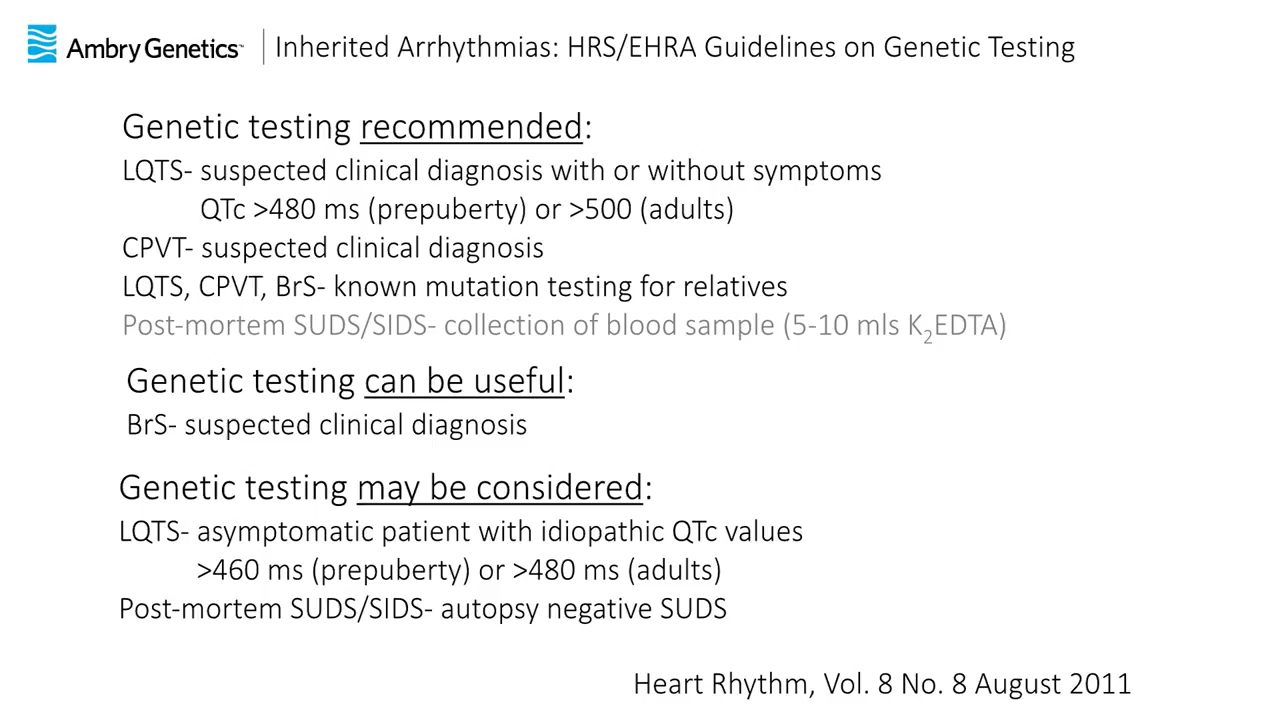 Ambry Genetics™ Inherited Arrhythmias: HRS/EHRA Guidelines on Genetic Testing
Genetic testing recommended:
LQTS- suspected clinical diagnosis with or without symptoms
QTc >480 ms (prepuberty) or >500 (adults)
CPVT- suspected clinical diagnosis
LQTS, CPVT, BrS- known mutation testing for relatives
Post-mortem SUDS/SIDS- collection of blood sample (5-10 mls K₂EDTA)
Genetic testing can be useful:
BrS- suspected clinical diagnosis
Genetic testing may be considered:
LQTS- asymptomatic patient with idiopathic QTc values
>460 ms (prepuberty) or >480 ms (adults)
Post-mortem SUDS/SIDS- autopsy negative SUDS
Heart Rhythm, Vol. 8 No. 8 August 2011